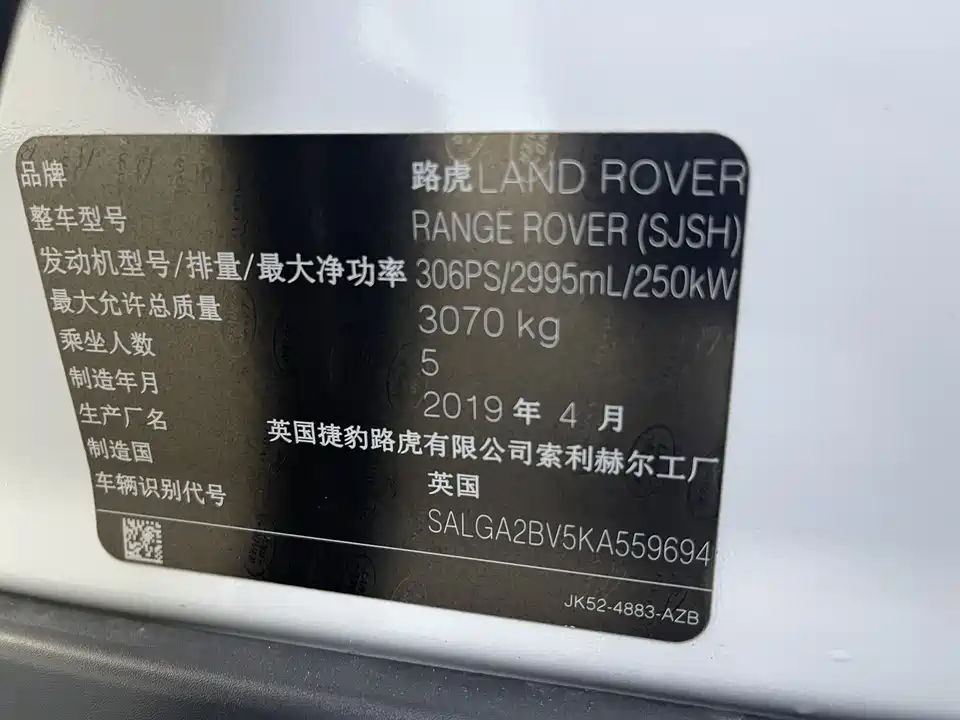 品牌 路虎LAND ROVER
整车型号 RANGE ROVER (SJSH)
发动机型号/排量/最大净功率 306PS/2995mL/250kW
最大允许总质量 3070 kg
乘坐人数 5
制造年月 2019 年 4 月
生产厂名 英国捷豹路虎有限公司索利赫尔工厂
制造国 英国
车辆识别代号 SALGA2BV5KA559694
JK52-4883-AZB